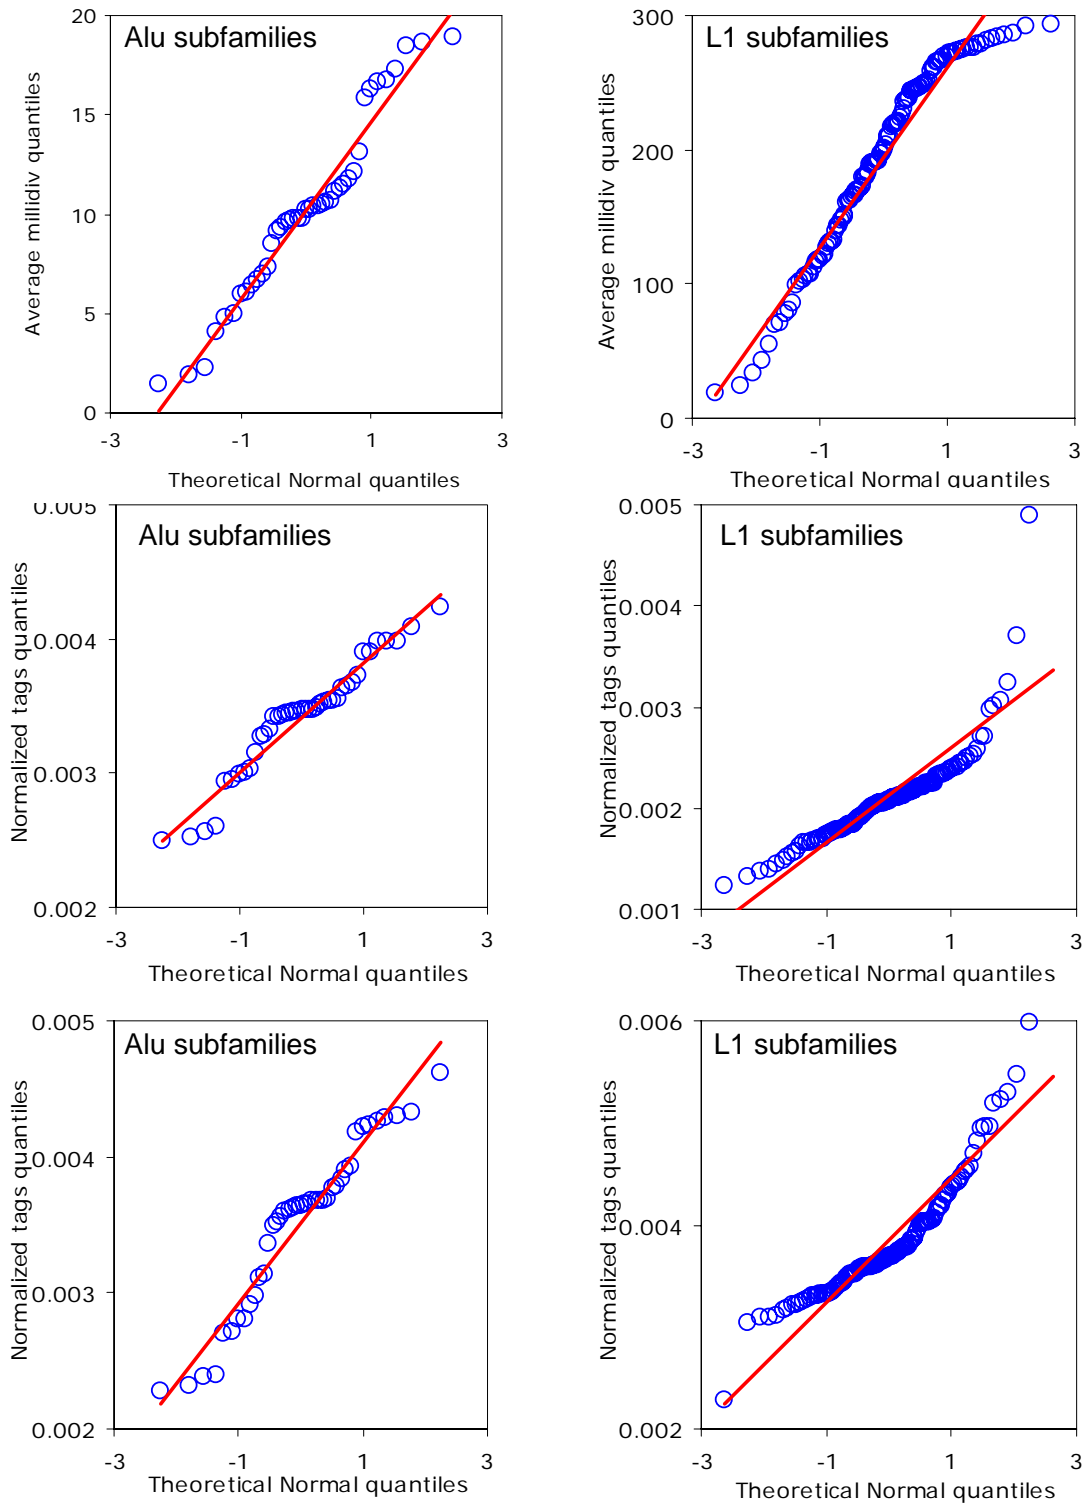 Alu subfamilies
Average millidiv quantiles
20
15
10
5
0
-3 -1 1 3
Theoretical Normal quantiles
L1 subfamilies
Average millidiv quantiles
300
200
100
0
-3 -1 1 3
Theoretical Normal quantiles
Alu subfamilies
Normalized tags quantiles
0.005
0.004
0.003
0.002
-3 -1 1 3
Theoretical Normal quantiles
L1 subfamilies
Normalized tags quantiles
0.005
0.004
0.003
0.002
0.001
-3 -1 1 3
Theoretical Normal quantiles
Alu subfamilies
Normalized tags quantiles
0.005
0.004
0.003
0.002
-3 -1 1 3
Theoretical Normal quantiles
L1 subfamilies
Normalized tags quantiles
0.006
0.004
0.002
-3 -1 1 3
Theoretical Normal quantiles